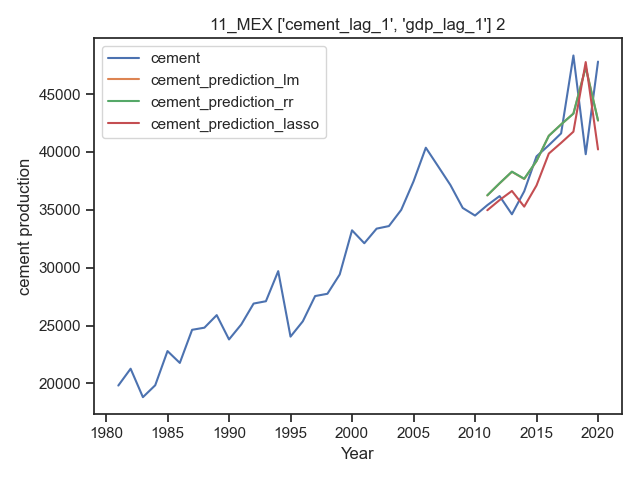 11_MEX ['cement_lag_1', 'gdp_lag_1'] 2
cement
cement_prediction_lm
cement_prediction_rr
cement_prediction_lasso
cement production
45000
40000
35000
30000
25000
20000
1980 1985 1990 1995 2000 2005 2010 2015 2020
Year